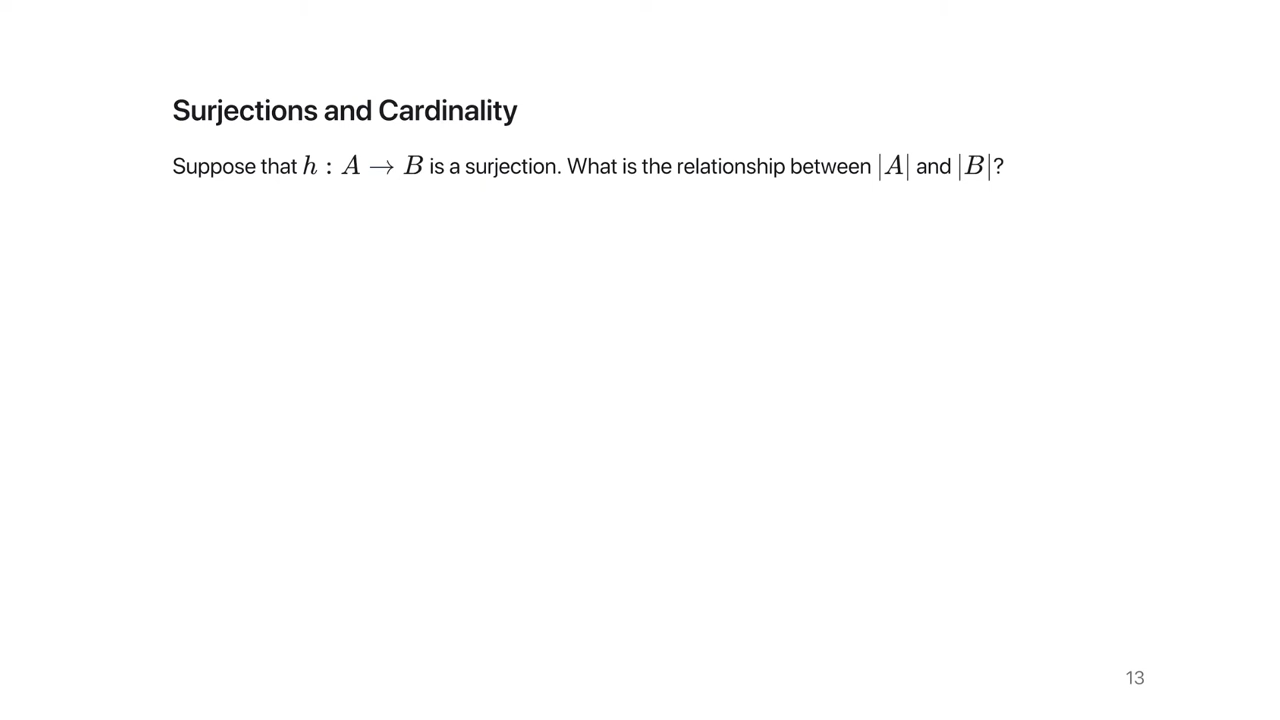 Surjections and Cardinality
Suppose that h : A → B is a surjection. What is the relationship between |A| and |B|?
13